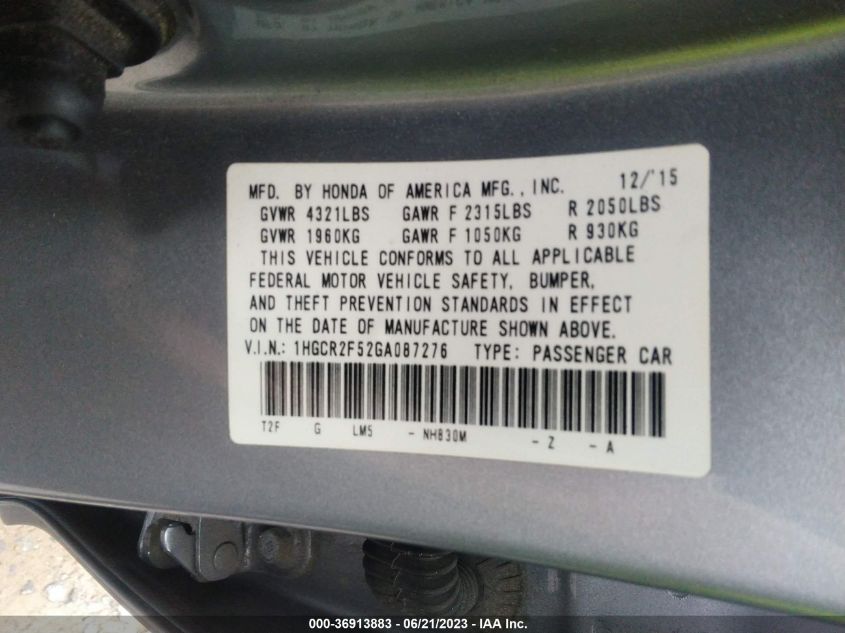 MFD. BY HONDA OF AMERICA MFG., INC. 12/'15
GVWR 4321LBS GAWR F 2315LBS R 2050LBS
GVWR 1960KG GAWR F 1050KG R 930KG
THIS VEHICLE CONFORMS TO ALL APPLICABLE
FEDERAL MOTOR VEHICLE SAFETY, BUMPER,
AND THEFT PREVENTION STANDARDS IN EFFECT
ON THE DATE OF MANUFACTURE SHOWN ABOVE.
V.I.N.: 1HGCR2F52GA087276 TYPE: PASSENGER CAR
T2F G LM5 - NH830M - Z - A
000-36913883 - 06/21/2023 - IAA Inc.